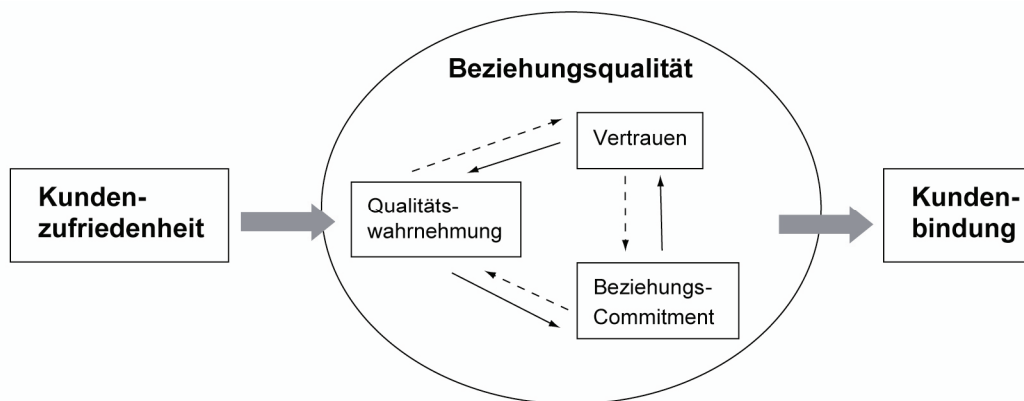 Beziehungsqualität
Vertrauen
Kunden-
zufriedenheit
Qualitäts-
wahrnehmung
Beziehungs-
Commitment
Kunden-
bindung